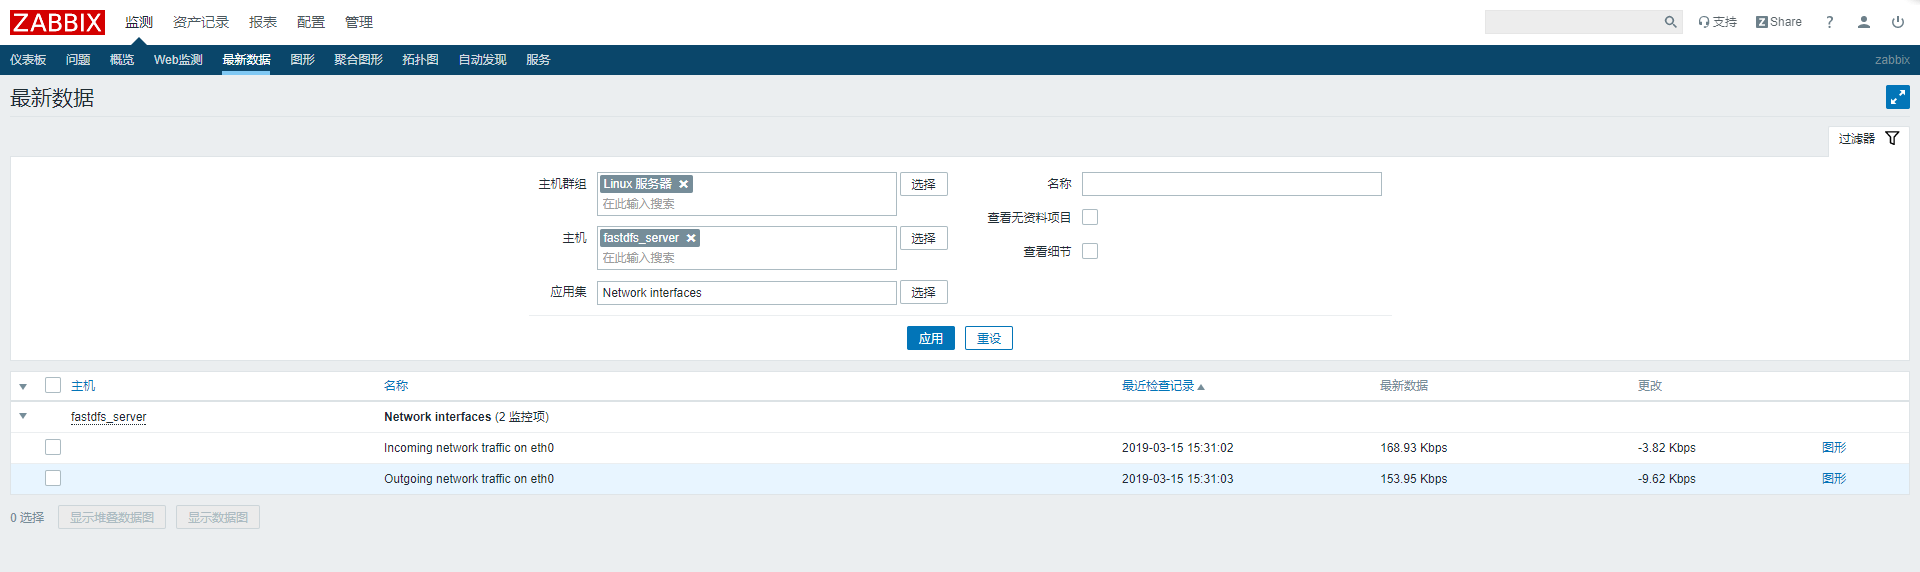 ZABBIX 监测 资产记录 报表 配置 管理 支持 Z Share ?
仪表板 问题 概览 Web监测 最新数据 图形 聚合图形 拓扑图 自动发现 服务 zabbix
最新数据
过滤器
主机群组 Linux 服务器 选择 名称
在此输入搜索
查看无资料项目
主机 fastdfs_server 选择
查看细节
在此输入搜索
应用集 Network interfaces 选择
应用 重设
主机 名称 最近检查记录 最新数据 更改
fastdfs_server Network interfaces (2 监控项)
Incoming network traffic on eth0 2019-03-15 15:31:02 168.93 Kbps -3.82 Kbps 图形
Outgoing network traffic on eth0 2019-03-15 15:31:03 153.95 Kbps -9.62 Kbps 图形
0 选择 显示堆叠数据图 显示数据图